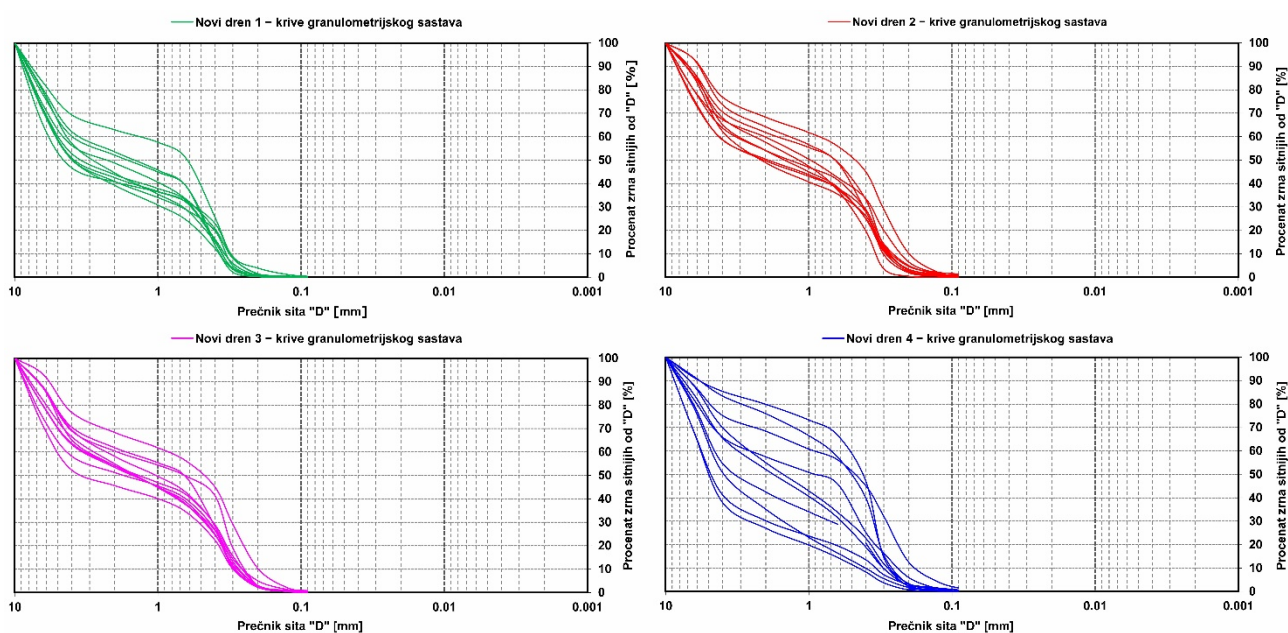 Novi dren 1 – krive granulometrijskog sastava
100
90
80
70
60
50
40
30
20
10
0
Procenat zrna sitnijih od "D" [%]
10 1 0.1 0.01 0.001
Prečnik sita "D" [mm]
Novi dren 2 – krive granulometrijskog sastava
100
90
80
70
60
50
40
30
20
10
0
Procenat zrna sitnijih od "D" [%]
10 1 0.1 0.01 0.001
Prečnik sita "D" [mm]
Novi dren 3 – krive granulometrijskog sastava
100
90
80
70
60
50
40
30
20
10
0
Procenat zrna sitnijih od "D" [%]
10 1 0.1 0.01 0.001
Prečnik sita "D" [mm]
Novi dren 4 – krive granulometrijskog sastava
100
90
80
70
60
50
40
30
20
10
0
Procenat zrna sitnijih od "D" [%]
10 1 0.1 0.01 0.001
Prečnik sita "D" [mm]